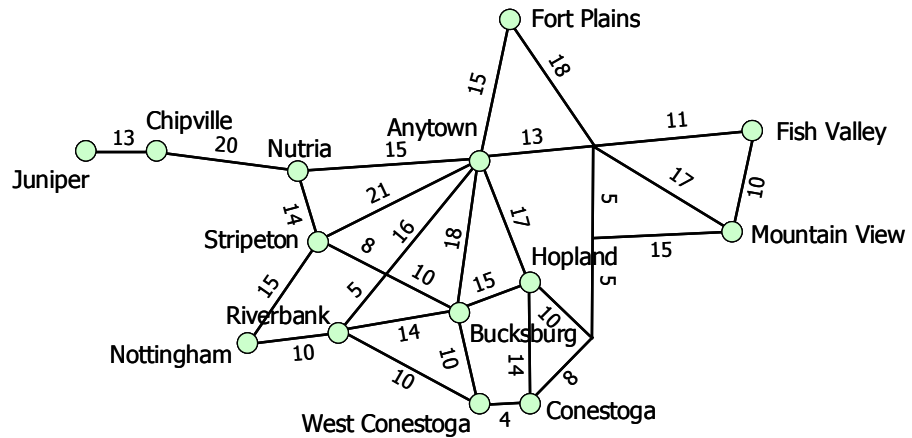 Fort Plains
15
18
Chipville
Anytown
13
11
Fish Valley
13
20
Nutria
15
Juniper
17
10
21
5
14
16
17
Stripeton
8
18
Mountain View
15
Hopland
10
15
5
15
5
10
Riverbank
Bucksburg
14
Nottingham
10
10
14
10
8
West Conestoga
4
Conestoga